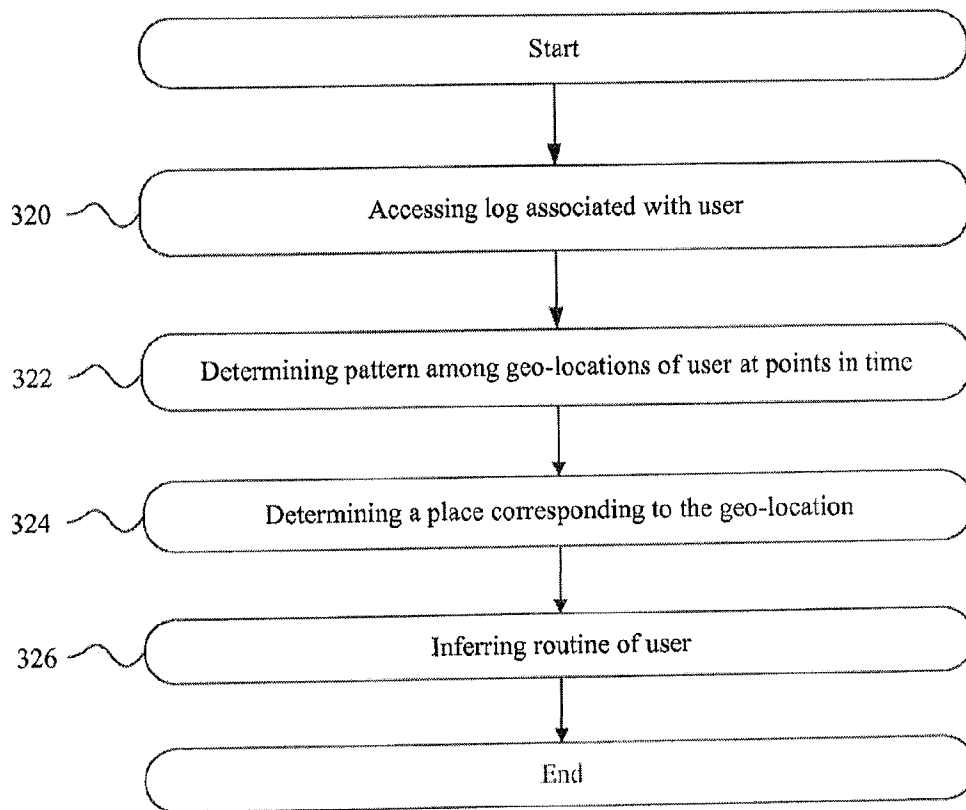 Start
320
Accessing log associated with user
322
Determining pattern among geo-locations of user at points in time
324
Determining a place corresponding to the geo-location
326
Inferring routine of user
End